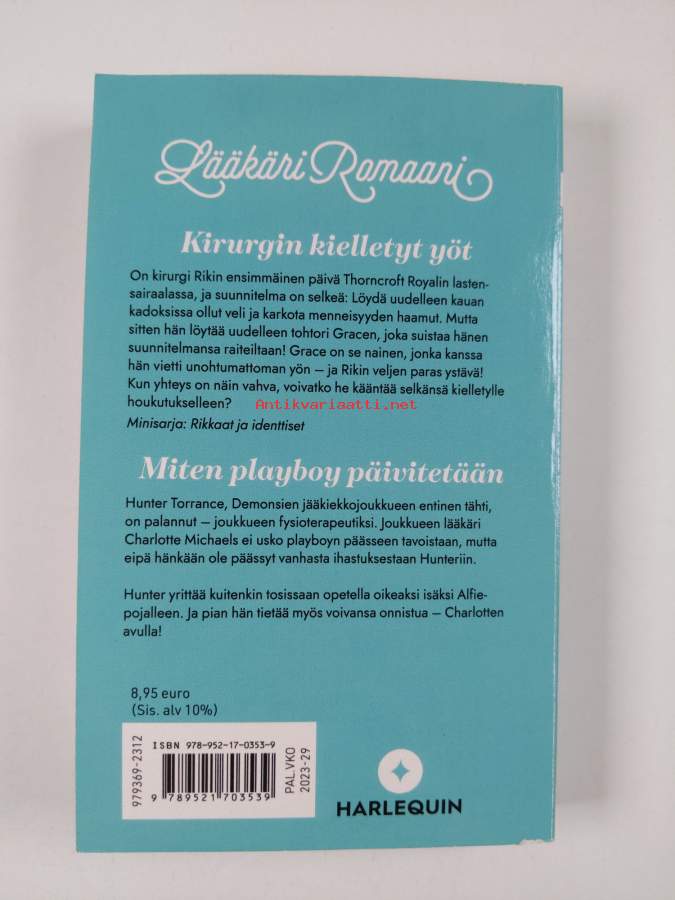 Lääkäri Romaani
Kirurgin kielletyt yöt
On kirurgi Rikin ensimmäinen päivä Thorncroft Royalin lasten-
sairaalassa, ja suunnitelma on selkeä: Löydä uudelleen kauan
kadoksissa ollut veli ja karkota menneisyyden haamut. Mutta
sitten hän löytää uudelleen tohtori Gracen, joka suistaa hänen
suunnitelmansa raiteiltaan! Grace on se nainen, jonka kanssa
hän vietti unohtumattoman yön – ja Rikin veljen paras ystävä!
Kun yhteys on näin vahva, voivatko he kääntää selkänsä kielletylle
houkutukselleen?
Antikvariaatti.net
Minisarja: Rikkaat ja identtiset
Miten playboy päivitetään
Hunter Torrance, Demonsien jääkiekkojoukkueen entinen tähti,
on palannut – joukkueen fysioterapeutiksi. Joukkueen lääkäri
Charlotte Michaels ei usko playboyn päässeen tavoistaan, mutta
eipä hänkään ole päässyt vanhasta ihastuksestaan Hunteriin.
Hunter yrittää kuitenkin tosissaan opetella oikeaksi isäksi Alfie-
pojalleen. Ja pian hän tietää myös voivansa onnistua – Charlotten
avulla!
8,95 euro
(Sis. alv 10%)
979369-2312
ISBN 978-952-17-0353-9
9 789521 703539
PAL.VKO
2023-29
HARLEQUIN